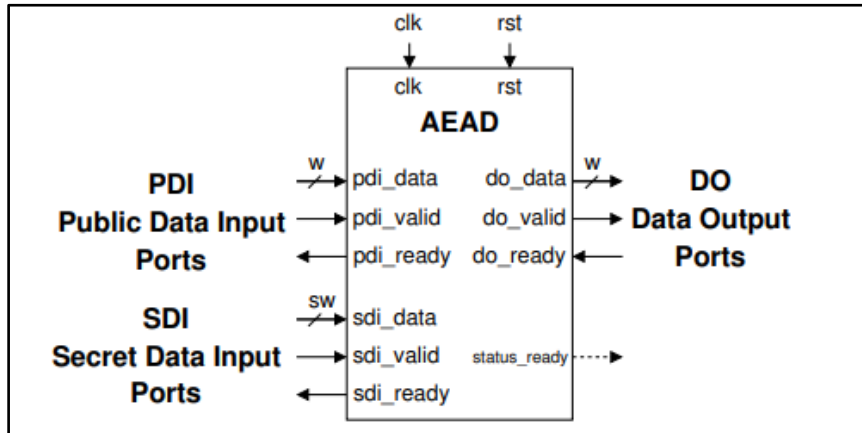 clk rst
clk rst
AEAD
w w
PDI pdi_data do_data DO
Public Data Input pdi_valid do_valid Data Output
Ports pdi_ready do_ready Ports
sw
SDI sdi_data
Secret Data Input sdi_valid status_ready
Ports sdi_ready